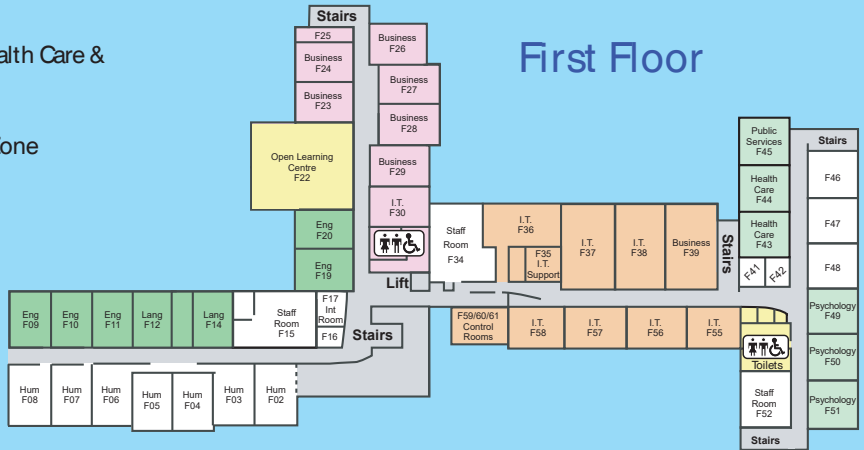 First Floor
alth Care &
one
Stairs
F25
Business
F24
Business
F23
Open Learning
Centre
F22
Eng
F20
Eng
F19
Business
F26
Business
F27
Business
F28
Business
F29
I.T.
F30
Lift
Staff
Room
F34
I.T.
F36
F35
I.T.
Support
I.T.
F37
I.T.
F38
Business
F39
Stairs
Public
Services
F45
Health
Care
F44
Health
Care
F43
F41
F42
Stairs
F46
F47
F48
Psychology
F49
Psychology
F50
Psychology
F51
Eng
F09
Eng
F10
Eng
F11
Lang
F12
Lang
F14
Staff
Room
F15
F17
Int
Room
F16
Stairs
F59/60/61
Control
Rooms
I.T.
F58
I.T.
F57
I.T.
F56
I.T.
F55
Toilets
Staff
Room
F52
Stairs
Hum
F08
Hum
F07
Hum
F06
Hum
F05
Hum
F04
Hum
F03
Hum
F02